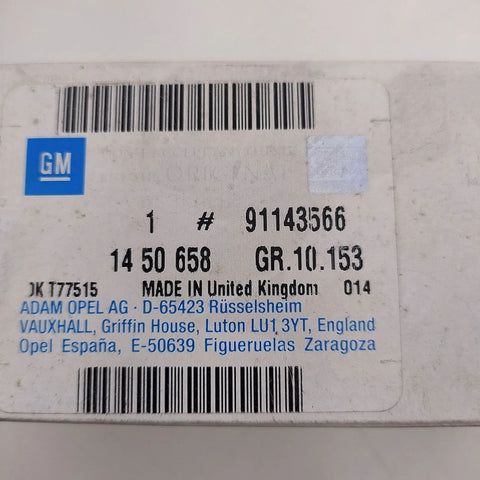 GM
1 # 91143566
14 50 658 GR.10.153
T77515 MADE IN United Kingdom 014
ADAM OPEL AG · D-65423 Rüsselsheim
VAUXHALL, Griffin House, Luton LU1 3YT, England
Opel España, E-50639 Figueruelas Zaragoza